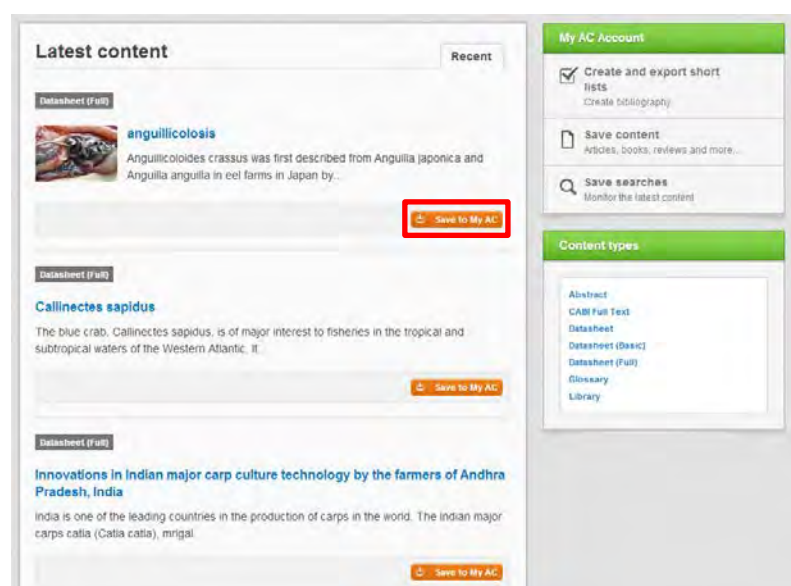 Latest content
Recent
Datasheet (Full)
anguillicolosis
Anguillicoloides crassus was first described from Anguilla japonica and
Anguilla anguilla in eel farms in Japan by...
Save to My AC
Datasheet (Full)
Callinectes sapidus
The blue crab, Callinectes sapidus, is of major interest to fisheries in the tropical and
subtropical waters of the Western Atlantic. It
Save to My AC
Datasheet (Full)
Innovations in Indian major carp culture technology by the farmers of Andhra
Pradesh, India
India is one of the leading countries in the production of carps in the world. The Indian major
carps catla (Catla catla), mrigal
Save to My AC
My AC Account
Create and export short
lists
Create bibliography
Save content
Articles, books, reviews and more...
Save searches
Monitor the latest content
Content types
Abstract
CABI Full Text
Datasheet
Datasheet (Basic)
Datasheet (Full)
Glossary
Library